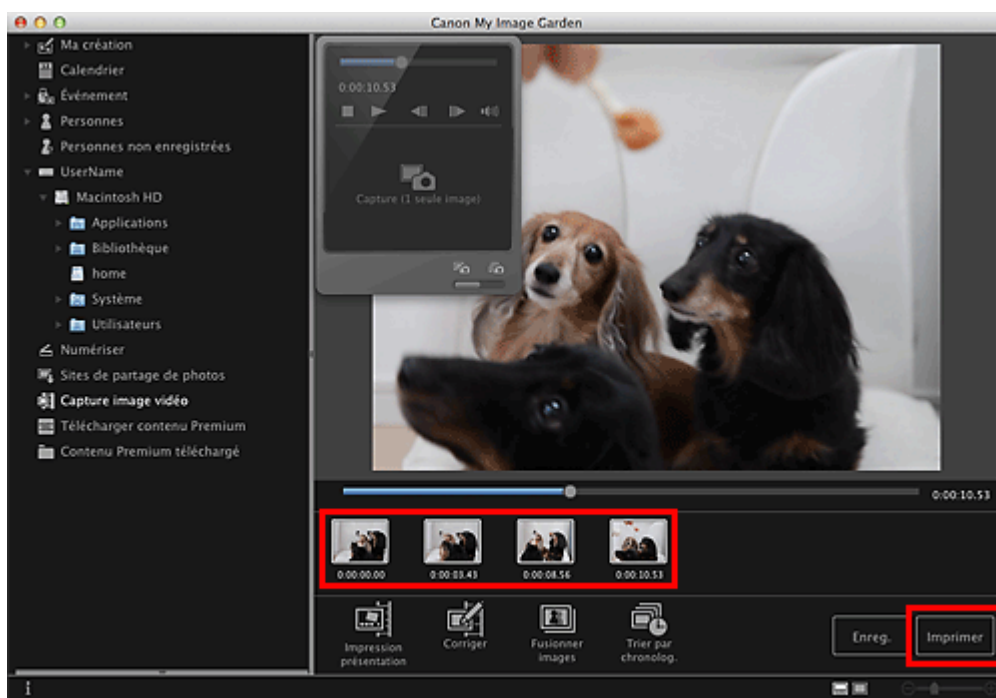 Canon My Image Garden
Ma création
Calendrier
Événement
Personnes
Personnes non enregistrées
UserName
Macintosh HD
Applications
Bibliothèque
home
Système
Utilisateurs
Numériser
Sites de partage de photos
Capture image vidéo
Télécharger contenu Premium
Contenu Premium téléchargé
0:00:10.53
Capture (1 seule image)
0:00:10.53
0:00:00.00
0:00:03.43
0:00:08.56
0:00:10.53
Impression
présentation
Corriger
Fusionner
images
Trier par
chronolog.
Enreg.
Imprimer